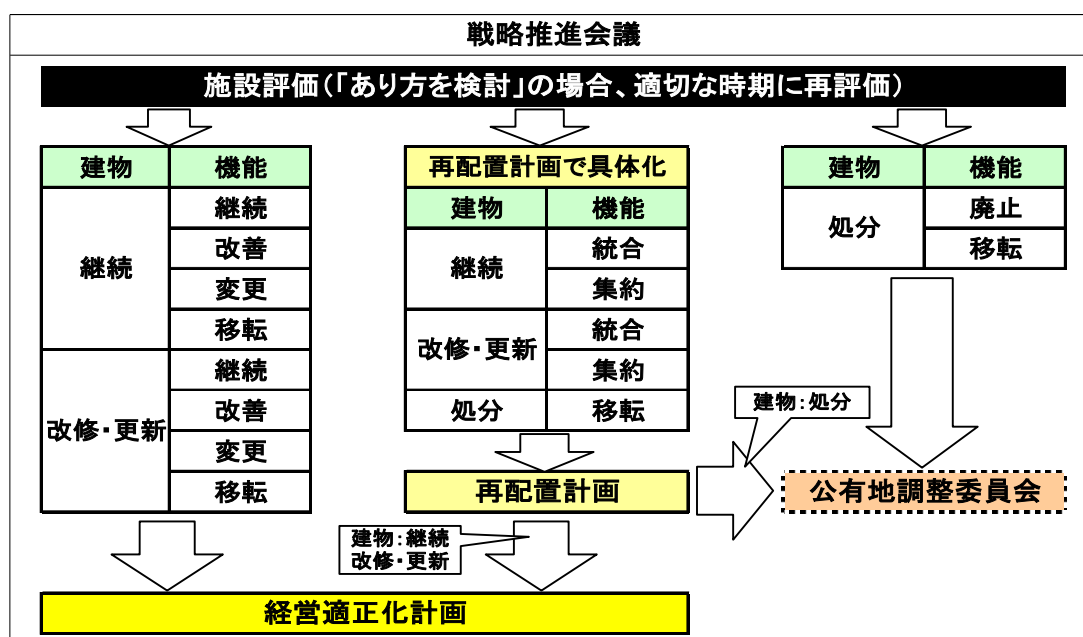 戦略推進会議
施設評価(「あり方を検討」の場合、適切な時期に再評価)
建物 機能
継続
継続
改善
変更
移転
改修・更新
継続
改善
変更
移転
再配置計画で具体化
建物 機能
継続
統合
集約
改修・更新
統合
集約
処分 移転
再配置計画
建物 機能
処分
廃止
移転
建物:処分
公有地調整委員会
建物:継続
改修・更新
経営適正化計画